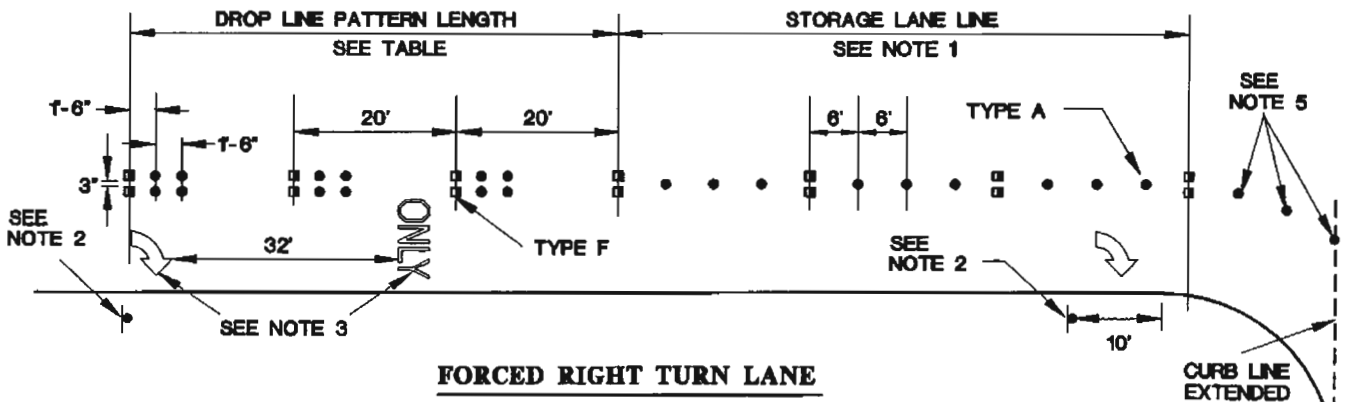 DROP LINE PATTERN LENGTH
SEE TABLE
STORAGE LANE LINE
SEE NOTE 1
SEE
NOTE 5
1'-6"
1'-6"
20'
20'
6'
6'
TYPE A
3"
SEE
NOTE 2
32'
ONLY
TYPE F
SEE
NOTE 2
SEE NOTE 3
10'
FORCED RIGHT TURN LANE
CURB LINE
EXTENDED